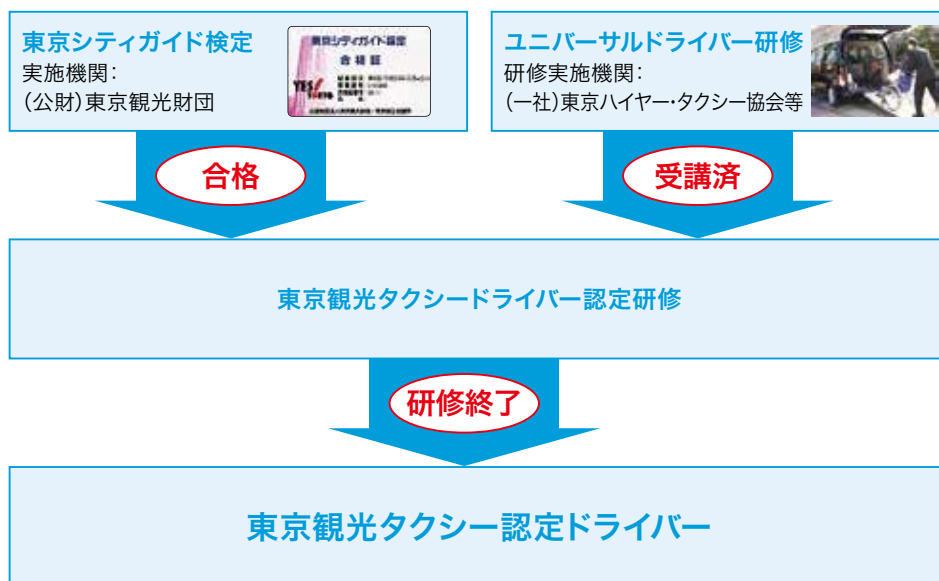 東京シティガイド検定
実施機関：
(公財)東京観光財団
東京シティガイド検定
合格証
YES!
ユニバーサルドライバー研修
研修実施機関：
(一社)東京ハイヤー・タクシー協会等
合格
受講済
東京観光タクシードライバー認定研修
研修終了
東京観光タクシー認定ドライバー